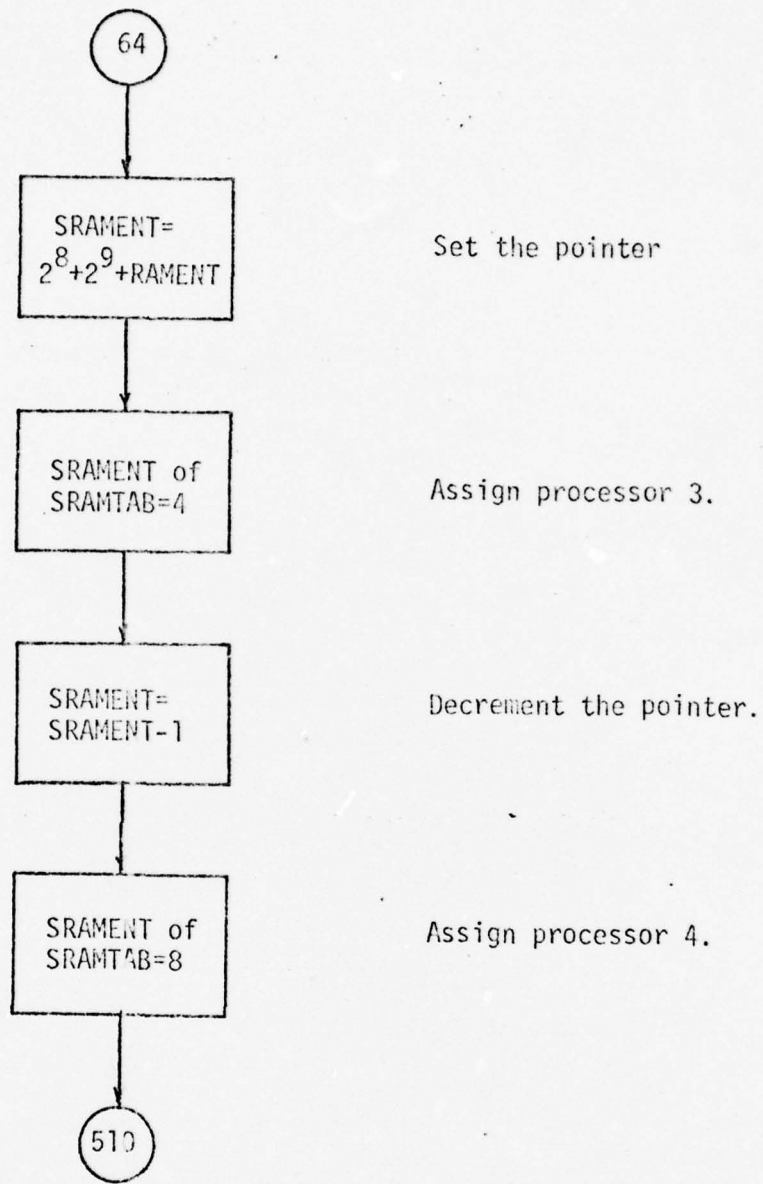 64
SRAMENT=
2^8+2^9+RAMENT
Set the pointer
SRAMENT of
SRAMTAB=4
Assign processor 3.
SRAMENT=
SRAMENT-1
Decrement the pointer.
SRAMENT of
SRAMTAB=8
Assign processor 4.
510